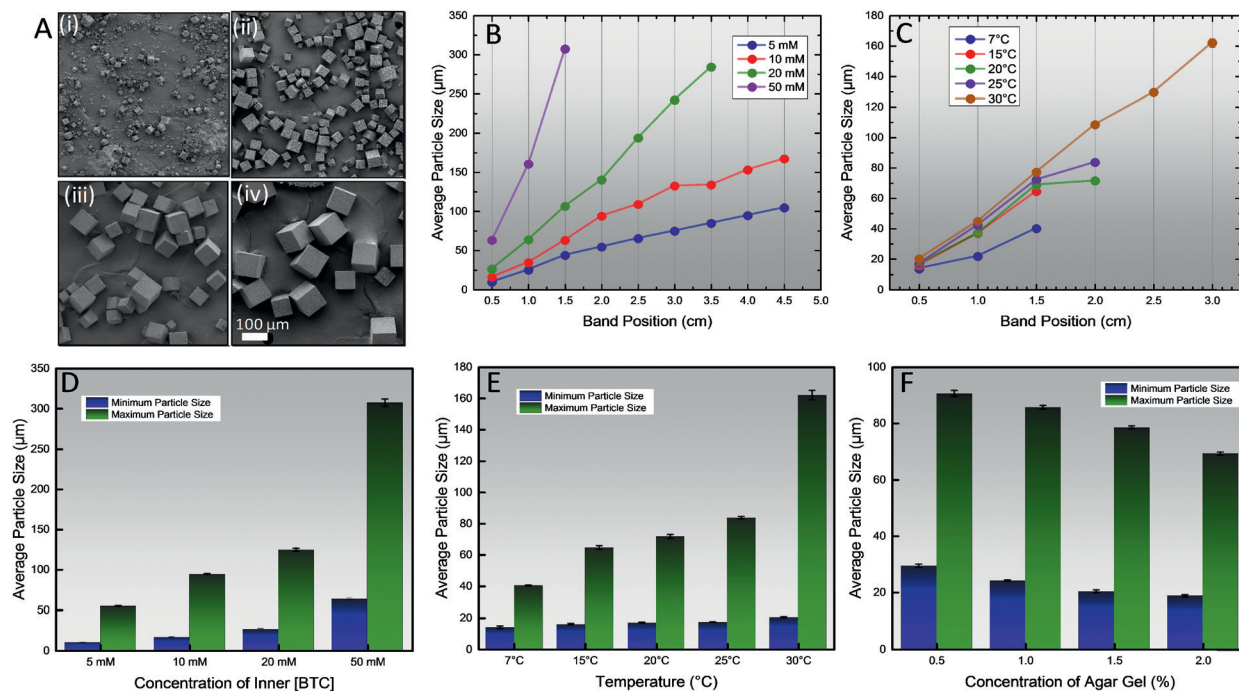 A
(i)
(ii)
(iii)
(iv)
100 µm
B
Average Particle Size (µm)
350
300
250
200
150
100
50
0
5 mM
10 mM
20 mM
50 mM
0.5 1.0 1.5 2.0 2.5 3.0 3.5 4.0 4.5 5.0
Band Position (cm)
C
Average Particle Size (µm)
180
160
140
120
100
80
60
40
20
0
7°C
15°C
20°C
25°C
30°C
0.5 1.0 1.5 2.0 2.5 3.0
Band Position (cm)
D
Average Particle Size (µm)
350
300
250
200
150
100
50
0
Minimum Particle Size
Maximum Particle Size
5 mM 10 mM 20 mM 50 mM
Concentration of Inner [BTC]
E
Average Particle Size (µm)
180
160
140
120
100
80
60
40
20
0
Minimum Particle Size
Maximum Particle Size
7°C 15°C 20°C 25°C 30°C
Temperature (°C)
F
Average Particle Size (µm)
100
80
60
40
20
0
Minimum Particle Size
Maximum Particle Size
0.5 1.0 1.5 2.0
Concentration of Agar Gel (%)